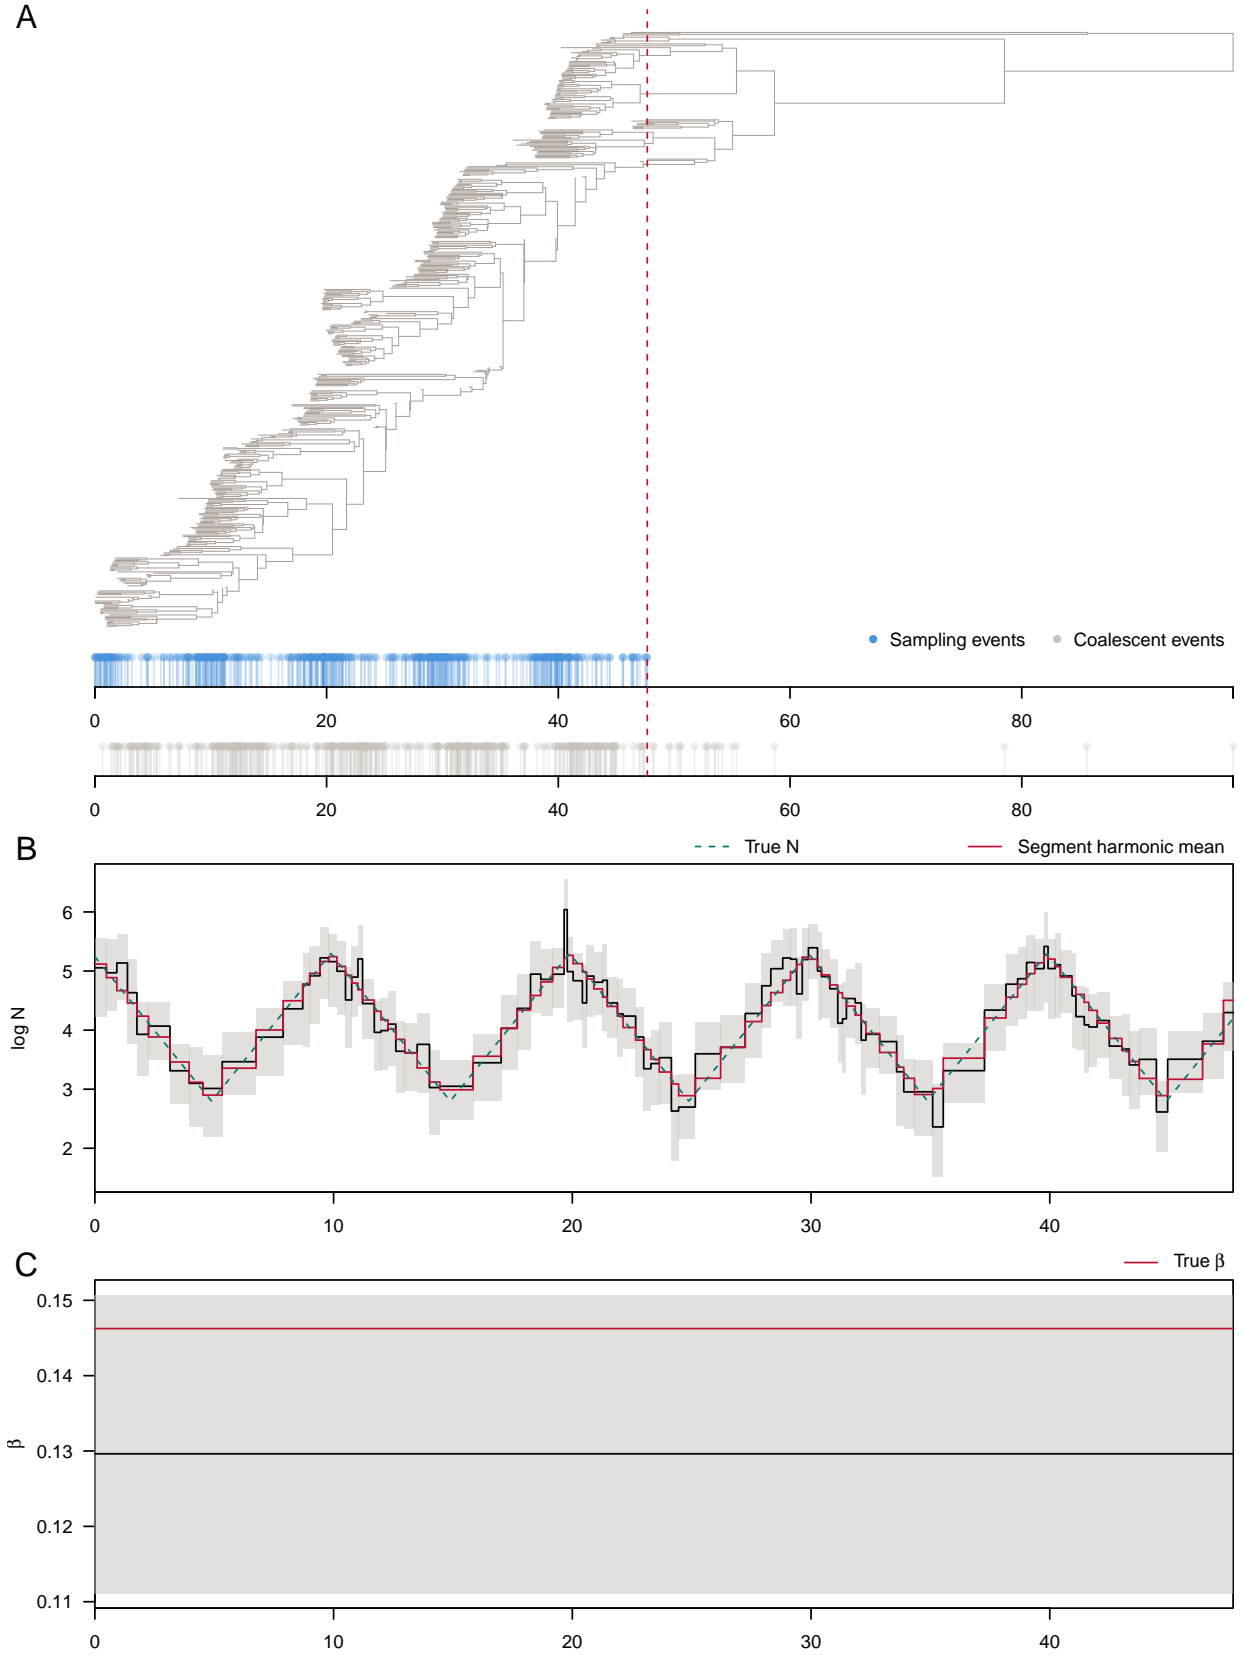 A
Sampling events Coalescent events
0 20 40 60 80
0 20 40 60 80
B
True N Segment harmonic mean
6
5
4
3
2
log N
0 10 20 30 40
C
True β
0.15
0.14
0.13
0.12
0.11
β
0 10 20 30 40